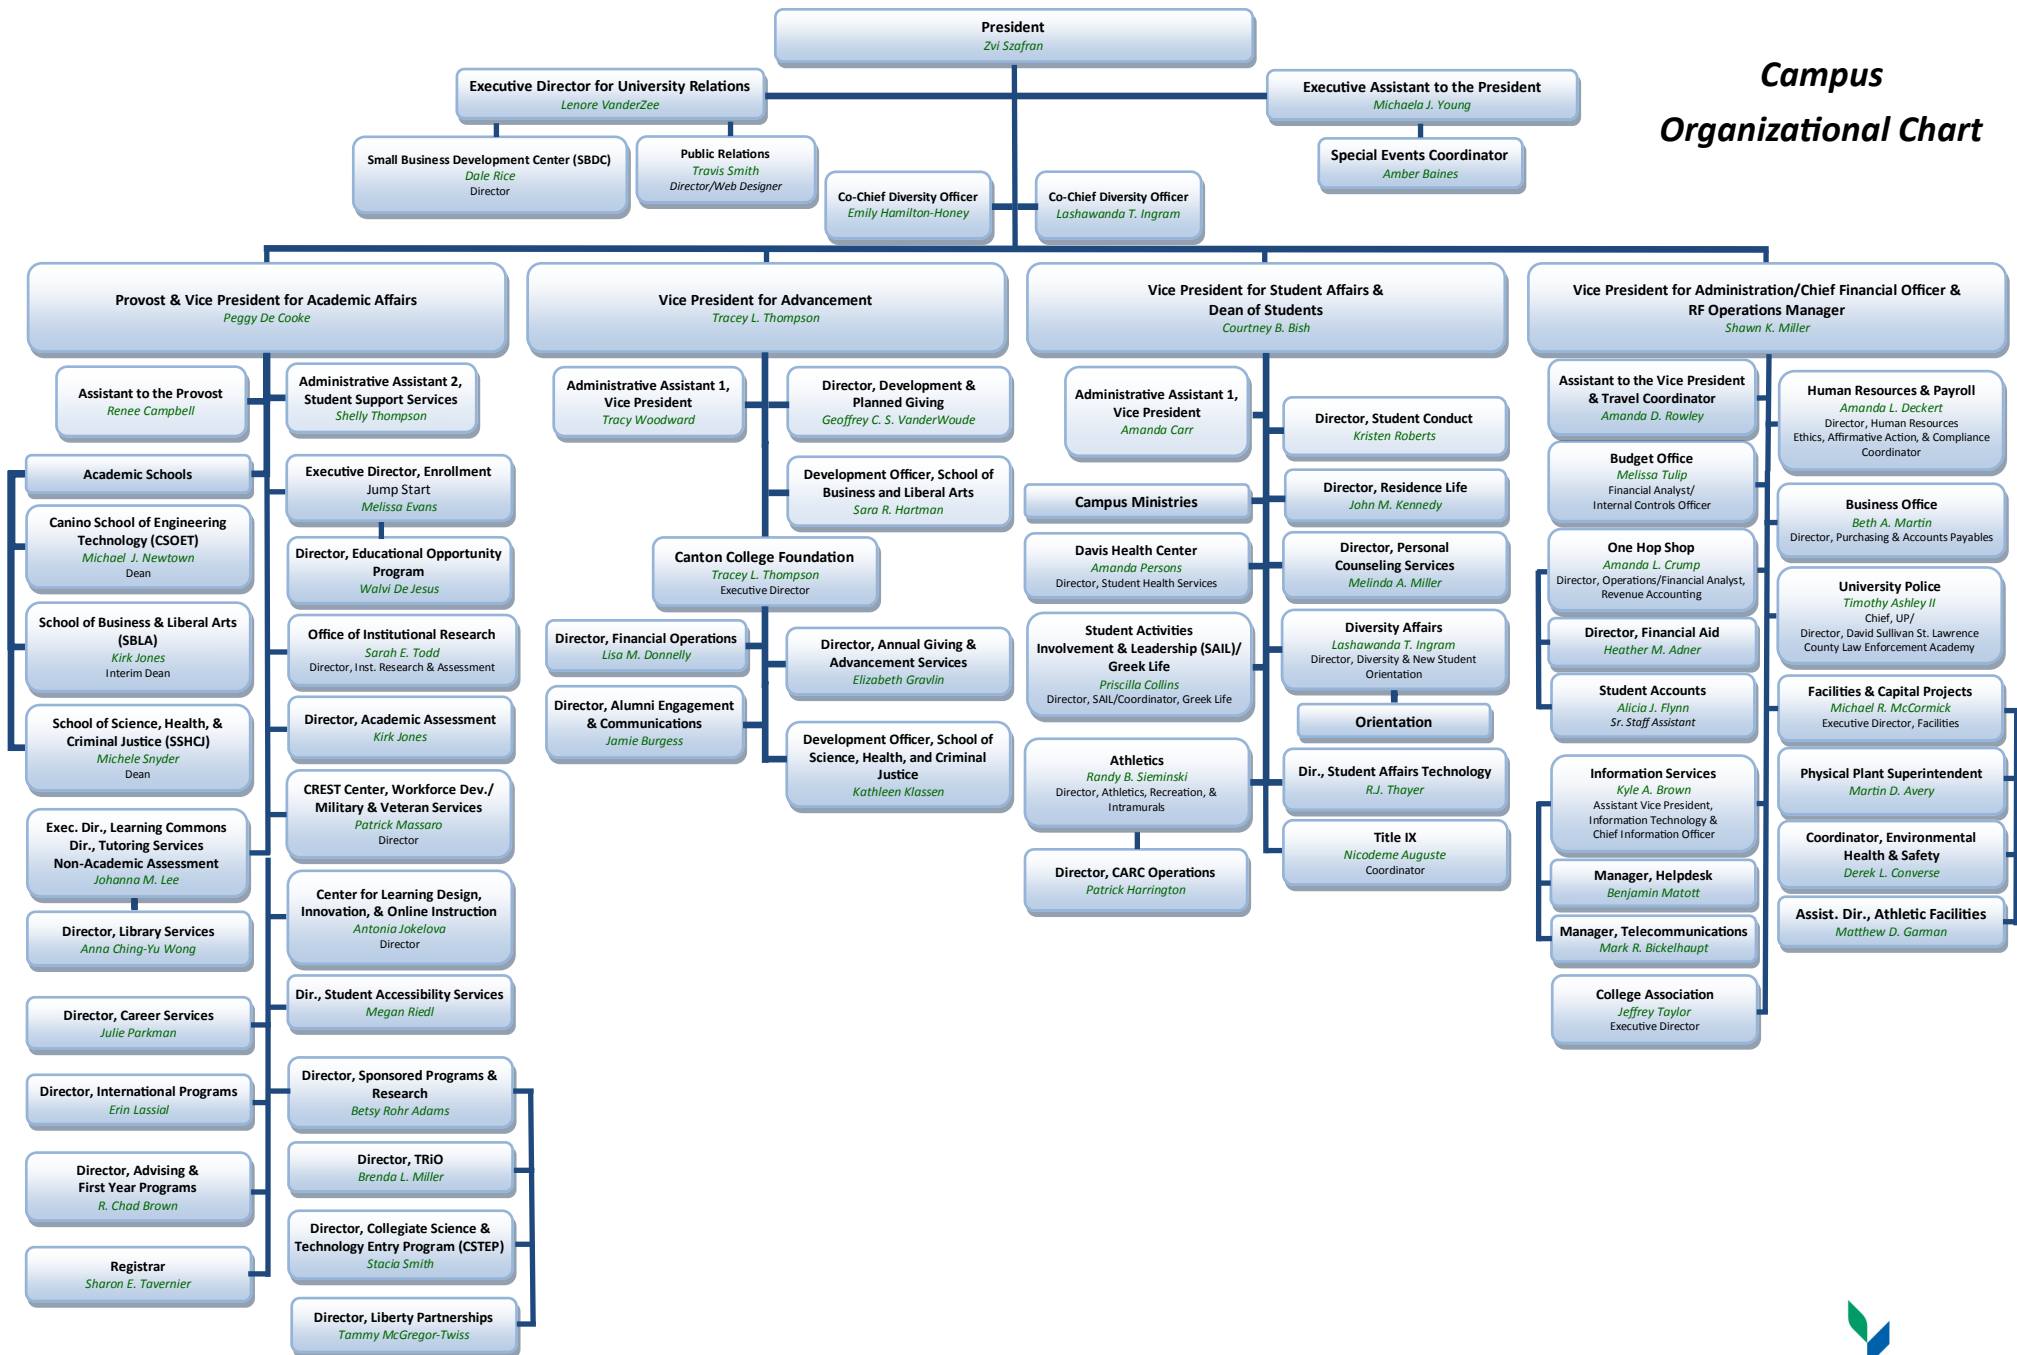 President
Zvi Szafran
Campus
Organizational Chart
Executive Director for University Relations
Lenore VanderZee
Executive Assistant to the President
Michaela J. Young
Small Business Development Center (SBDC)
Dale Rice
Director
Public Relations
Travis Smith
Director/Web Designer
Special Events Coordinator
Amber Baines
Co-Chief Diversity Officer
Emily Hamilton-Honey
Co-Chief Diversity Officer
Lashawanda T. Ingram
Provost & Vice President for Academic Affairs
Peggy De Cooke
Vice President for Advancement
Tracey L. Thompson
Vice President for Student Affairs &
Dean of Students
Courtney B. Bish
Vice President for Administration/Chief Financial Officer &
RF Operations Manager
Shawn K. Miller
Assistant to the Provost
Renee Campbell
Administrative Assistant 2,
Student Support Services
Shelly Thompson
Academic Schools
Executive Director, Enrollment
Jump Start
Melissa Evans
Canino School of Engineering
Technology (CSOET)
Michael J. Newtown
Dean
Director, Educational Opportunity
Program
Walvi De Jesus
School of Business & Liberal Arts
(SBLA)
Kirk Jones
Interim Dean
Office of Institutional Research
Sarah E. Todd
Director, Inst. Research & Assessment
School of Science, Health, &
Criminal Justice (SSHCJ)
Michele Snyder
Dean
Director, Academic Assessment
Kirk Jones
CREST Center, Workforce Dev./
Military & Veteran Services
Patrick Massaro
Director
Exec. Dir., Learning Commons
Dir., Tutoring Services
Non-Academic Assessment
Johanna M. Lee
Center for Learning Design,
Innovation, & Online Instruction
Antonia Jokelova
Director
Director, Library Services
Anna Ching-Yu Wong
Dir., Student Accessibility Services
Megan Riedl
Director, Career Services
Julie Parkman
Director, Sponsored Programs &
Research
Betsy Rohr Adams
Director, International Programs
Erin Lassial
Director, TRiO
Brenda L. Miller
Director, Advising &
First Year Programs
R. Chad Brown
Director, Collegiate Science &
Technology Entry Program (CSTEP)
Stacia Smith
Registrar
Sharon E. Tavernier
Director, Liberty Partnerships
Tammy McGregor-Twiss
Administrative Assistant 1,
Vice President
Tracy Woodward
Director, Development &
Planned Giving
Geoffrey C. S. VanderWoude
Development Officer, School of
Business and Liberal Arts
Sara R. Hartman
Canton College Foundation
Tracey L. Thompson
Executive Director
Director, Financial Operations
Lisa M. Donnelly
Director, Annual Giving &
Advancement Services
Elizabeth Gravlin
Director, Alumni Engagement
& Communications
Jamie Burgess
Development Officer, School of
Science, Health, and Criminal
Justice
Kathleen Klassen
Administrative Assistant 1,
Vice President
Amanda Carr
Director, Student Conduct
Kristen Roberts
Campus Ministries
Director, Residence Life
John M. Kennedy
Davis Health Center
Amanda Persons
Director, Student Health Services
Director, Personal
Counseling Services
Melinda A. Miller
Student Activities
Involvement & Leadership (SAIL)/
Greek Life
Priscilla Collins
Director, SAIL/Coordinator, Greek Life
Diversity Affairs
Lashawanda T. Ingram
Director, Diversity & New Student
Orientation
Orientation
Athletics
Randy B. Sieminski
Director, Athletics, Recreation, &
Intramurals
Dir., Student Affairs Technology
R.J. Thayer
Title IX
Nicodeme Auguste
Coordinator
Director, CARC Operations
Patrick Harrington
Assistant to the Vice President
& Travel Coordinator
Amanda D. Rowley
Human Resources & Payroll
Amanda L. Deckert
Director, Human Resources
Ethics, Affirmative Action, & Compliance
Coordinator
Budget Office
Melissa Tulip
Financial Analyst/
Internal Controls Officer
Business Office
Beth A. Martin
Director, Purchasing & Accounts Payables
One Hop Shop
Amanda L. Crump
Director, Operations/Financial Analyst,
Revenue Accounting
University Police
Timothy Ashley II
Chief, UP/
Director, David Sullivan St. Lawrence
County Law Enforcement Academy
Director, Financial Aid
Heather M. Adner
Student Accounts
Alicia J. Flynn
Sr. Staff Assistant
Facilities & Capital Projects
Michael R. McCormick
Executive Director, Facilities
Information Services
Kyle A. Brown
Assistant Vice President,
Information Technology &
Chief Information Officer
Physical Plant Superintendent
Martin D. Avery
Coordinator, Environmental
Health & Safety
Derek L. Converse
Manager, Helpdesk
Benjamin Matott
Assist. Dir., Athletic Facilities
Matthew D. Garman
Manager, Telecommunications
Mark R. Bickelhaupt
College Association
Jeffrey Taylor
Executive Director